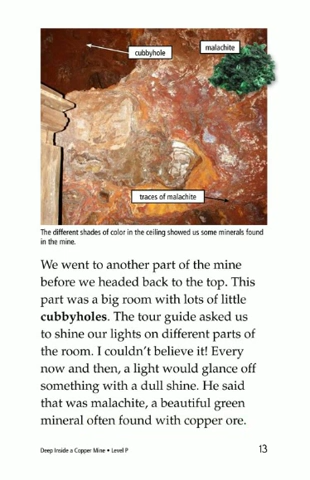 cubbyhole
malachite
traces of malachite
The different shades of color in the ceiling showed us some minerals found
in the mine.
We went to another part of the mine
before we headed back to the top. This
part was a big room with lots of little
cubbyholes. The tour guide asked us
to shine our lights on different parts of
the room. I couldn’t believe it! Every
now and then, a light would glance off
something with a dull shine. He said
that was malachite, a beautiful green
mineral often found with copper ore.
Deep Inside a Copper Mine • Level P
13